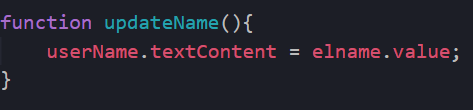 function updateName(){
    userName.textContent = elname.value;
}